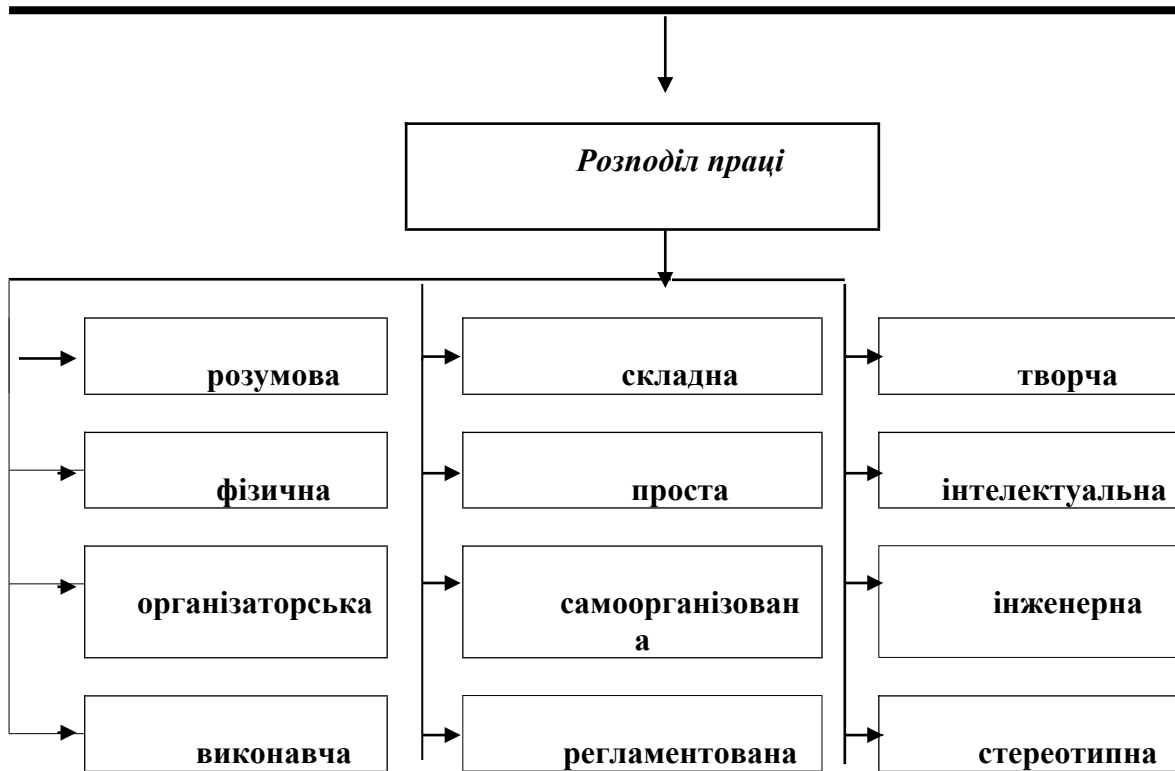 Розподіл праці
розумова
складна
творча
фізична
проста
інтелектуальна
організаторська
самоорганізован
а
інженерна
виконавча
регламентована
стереотипна